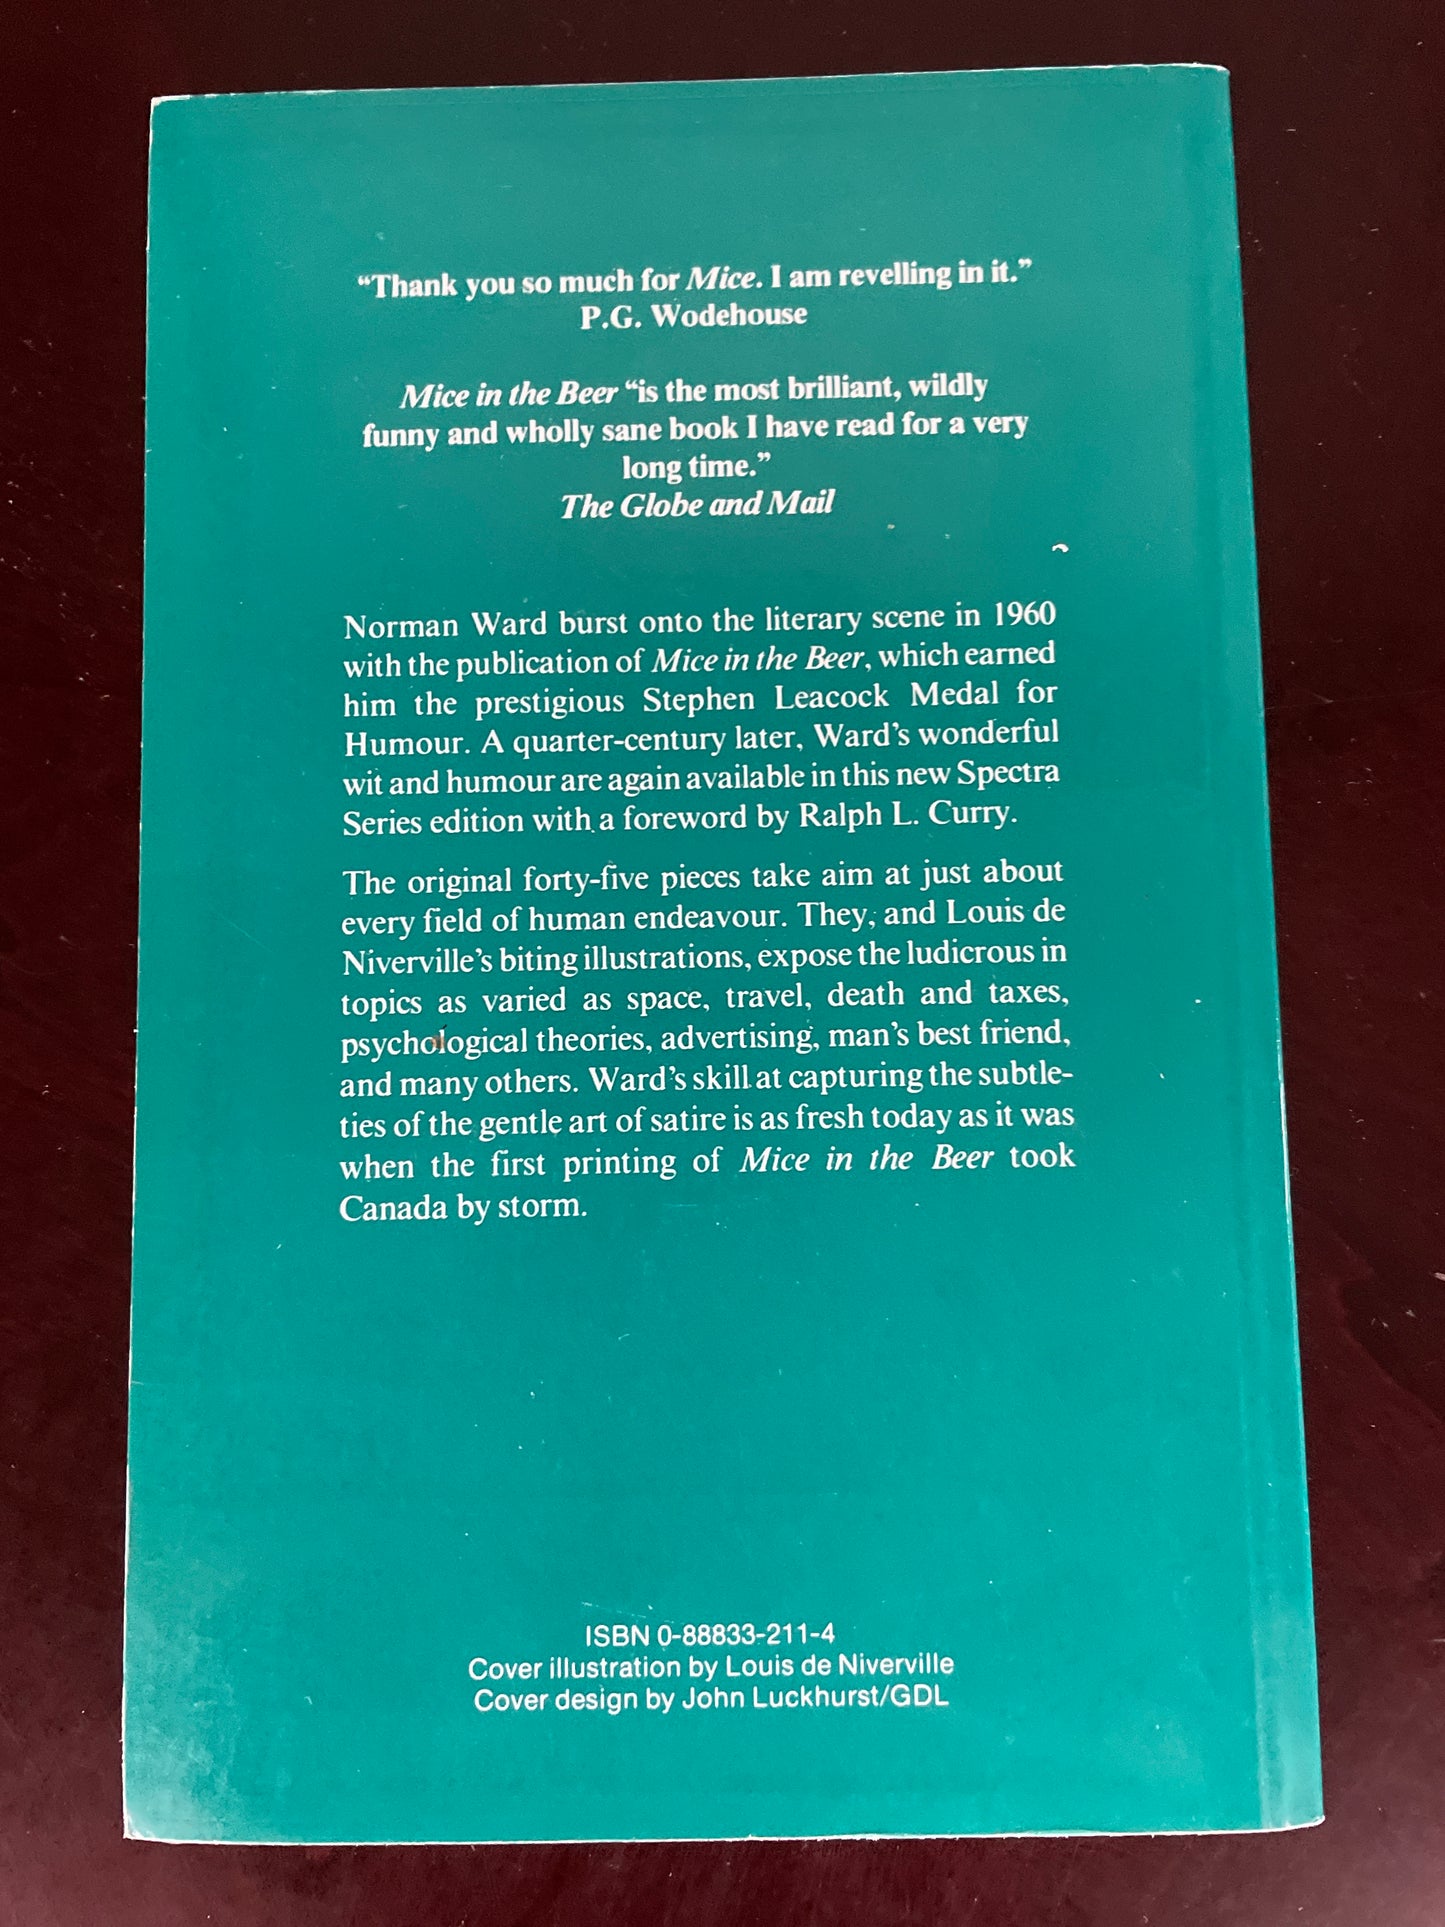 “Thank you so much for Mice. I am revelling in it.”
P.G. Wodehouse
Mice in the Beer “is the most brilliant, wildly
funny and wholly sane book I have read for a very
long time.”
The Globe and Mail
Norman Ward burst onto the literary scene in 1960
with the publication of Mice in the Beer, which earned
him the prestigious Stephen Leacock Medal for
Humour. A quarter-century later, Ward’s wonderful
wit and humour are again available in this new Spectra
Series edition with a foreword by Ralph L. Curry.
The original forty-five pieces take aim at just about
every field of human endeavour. They, and Louis de
Niverville’s biting illustrations, expose the ludicrous in
topics as varied as space, travel, death and taxes,
psychological theories, advertising, man’s best friend,
and many others. Ward’s skill at capturing the subtle-
ties of the gentle art of satire is as fresh today as it was
when the first printing of Mice in the Beer took
Canada by storm.
ISBN 0-88833-211-4
Cover illustration by Louis de Niverville
Cover design by John Luckhurst/GDL